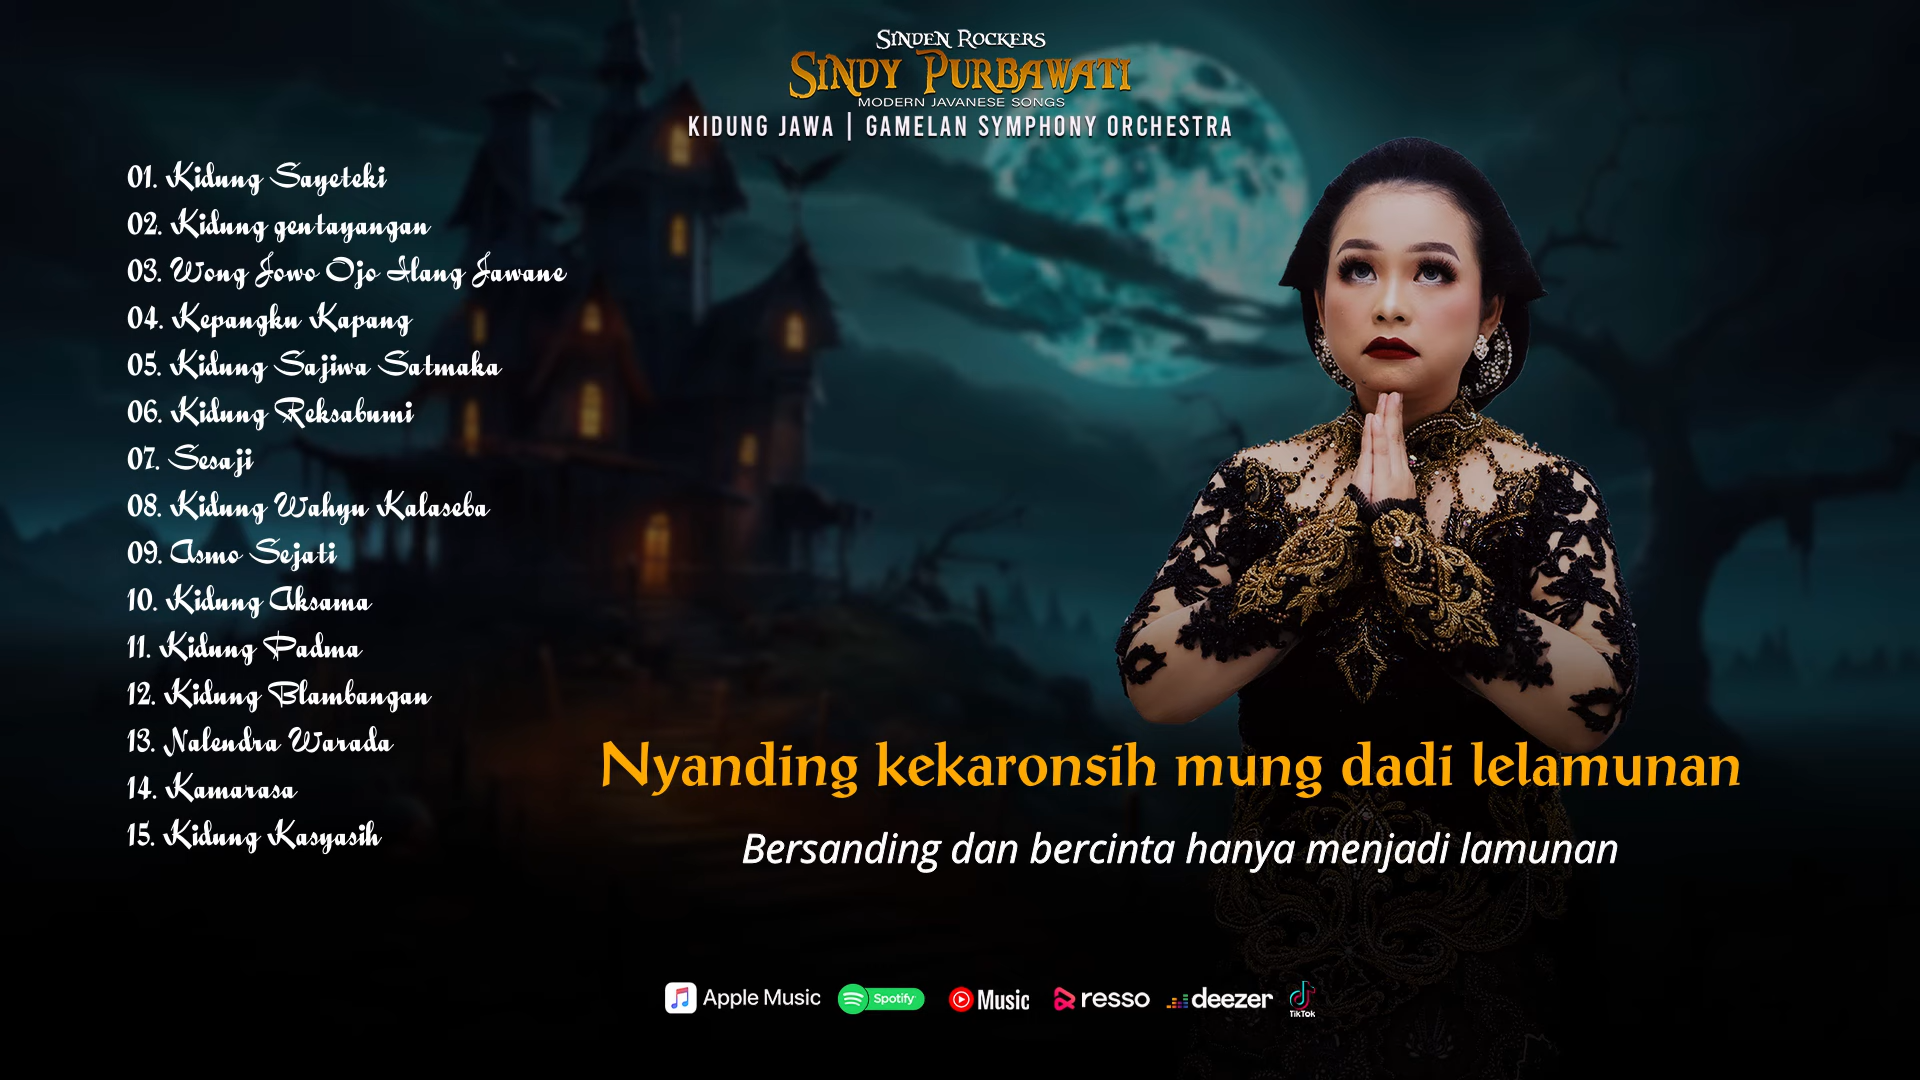 SINDEN ROCKERS
SINDY PURBAWATI
MODERN JAVANESE SONGS
KIDUNG JAWA | GAMELAN SYMPHONY ORCHESTRA
01. Kidung Sayeteki
02. Kidung gentayangan
03. Wong Jowo Ojo Ilang Jawane
04. Kepangku Kapang
05. Kidung Sajiwa Satmaka
06. Kidung Reksabumi
07. Sesaji
08. Kidung Wahyu Kalaseba
09. Asmo Sejati
10. Kidung Aksama
11. Kidung Padma
12. Kidung Blambangan
13. Nalendra Warada
14. Kamarasa
15. Kidung Kasyasih
Nyanding kekaronsih mung dadi lelamunan
Bersanding dan bercinta hanya menjadi lamunan
Apple Music Spotify Music resso deezer TikTok